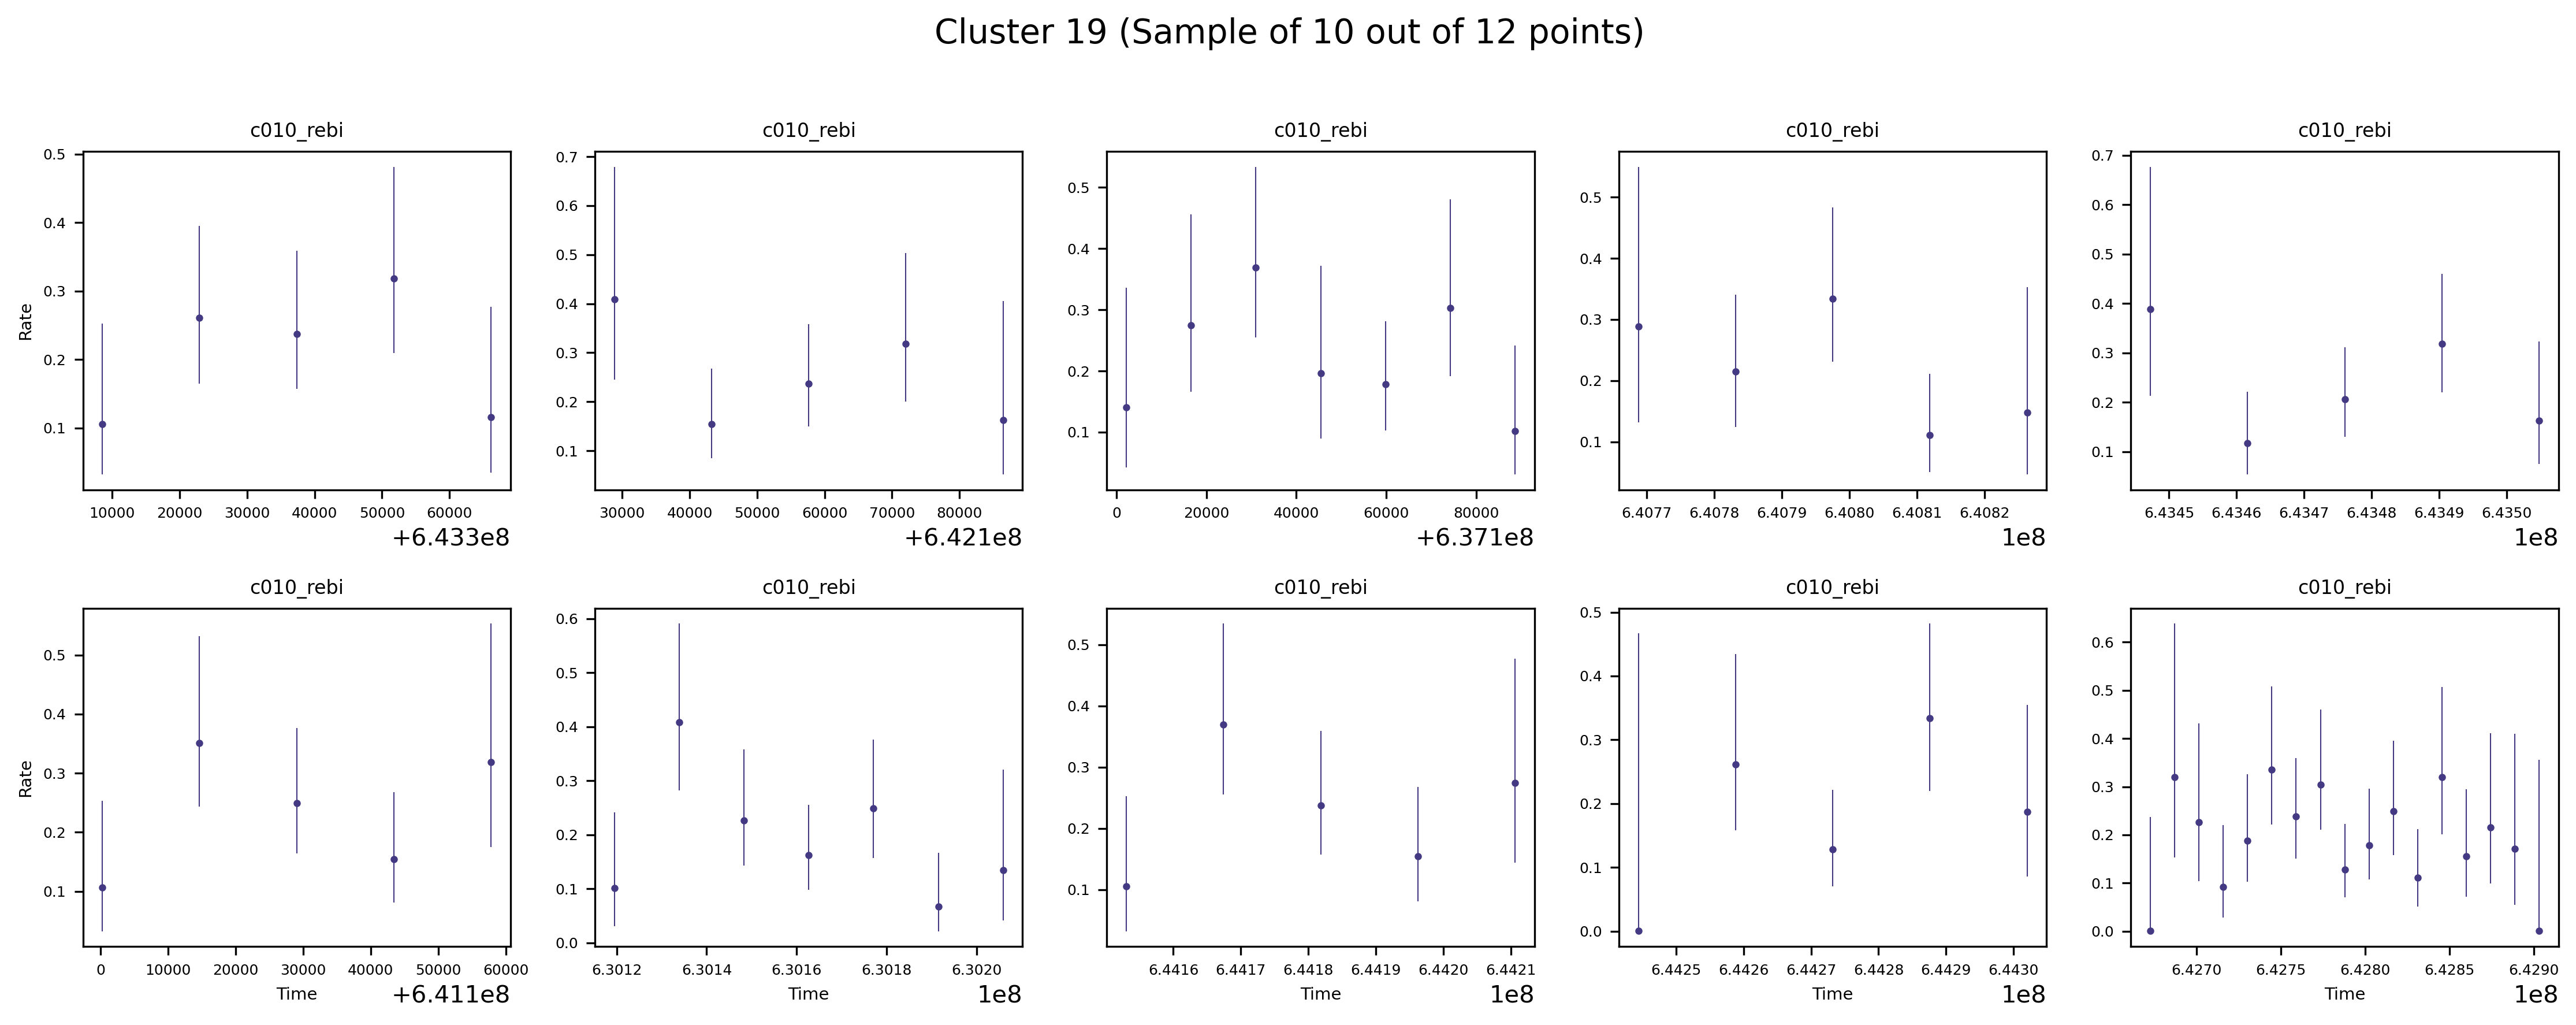 Cluster 19 (Sample of 10 out of 12 points)
c010_rebi c010_rebi c010_rebi c010_rebi c010_rebi
Rate
0.5 0.4 0.3 0.2 0.1
10000 20000 30000 40000 50000 60000
+6.433e8
0.7 0.6 0.5 0.4 0.3 0.2 0.1
30000 40000 50000 60000 70000 80000
+6.421e8
0.5 0.4 0.3 0.2 0.1
0 20000 40000 60000 80000
+6.371e8
0.5 0.4 0.3 0.2 0.1
6.4077 6.4078 6.4079 6.4080 6.4081 6.4082
1e8
0.7 0.6 0.5 0.4 0.3 0.2 0.1
6.4345 6.4346 6.4347 6.4348 6.4349 6.4350
1e8
c010_rebi c010_rebi c010_rebi c010_rebi c010_rebi
Rate
0.5 0.4 0.3 0.2 0.1
0 10000 20000 30000 40000 50000 60000
Time +6.411e8
0.6 0.5 0.4 0.3 0.2 0.1 0.0
6.3012 6.3014 6.3016 6.3018 6.3020
Time 1e8
0.5 0.4 0.3 0.2 0.1
6.4416 6.4417 6.4418 6.4419 6.4420 6.4421
Time 1e8
0.5 0.4 0.3 0.2 0.1 0.0
6.4425 6.4426 6.4427 6.4428 6.4429 6.4430
Time 1e8
0.6 0.5 0.4 0.3 0.2 0.1 0.0
6.4270 6.4275 6.4280 6.4285 6.4290
Time 1e8